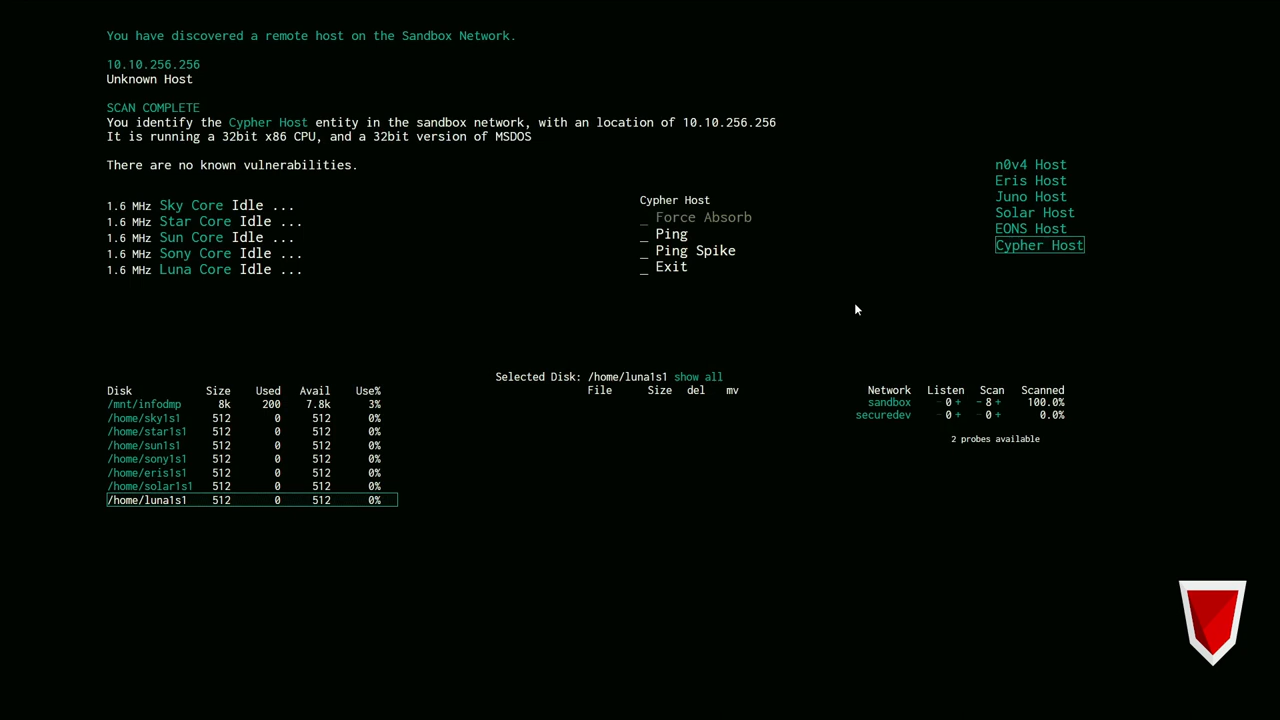 You have discovered a remote host on the Sandbox Network.
10.10.256.256
Unknown Host
SCAN COMPLETE
You identify the Cypher Host entity in the sandbox network, with an location of 10.10.256.256
It is running a 32bit x86 CPU, and a 32bit version of MSDOS
There are no known vulnerabilities.
1.6 MHz Sky Core Idle ...
1.6 MHz Star Core Idle ...
1.6 MHz Sun Core Idle ...
1.6 MHz Sony Core Idle ...
1.6 MHz Luna Core Idle ...
Cypher Host
_ Force Absorb
_ Ping
_ Ping Spike
_ Exit
n0v4 Host
Eris Host
Juno Host
Solar Host
EONS Host
Cypher Host
Disk Size Used Avail Use%
/mnt/infodmp 8k 200 7.8k 3%
/home/sky1s1 512 0 512 0%
/home/star1s1 512 0 512 0%
/home/sun1s1 512 0 512 0%
/home/sony1s1 512 0 512 0%
/home/eris1s1 512 0 512 0%
/home/solar1s1 512 0 512 0%
/home/luna1s1 512 0 512 0%
Selected Disk: /home/luna1s1 show all
File Size del mv
Network Listen Scan Scanned
sandbox -0+ -8+ 100.0%
securedev -0+ -0+ 0.0%
2 probes available